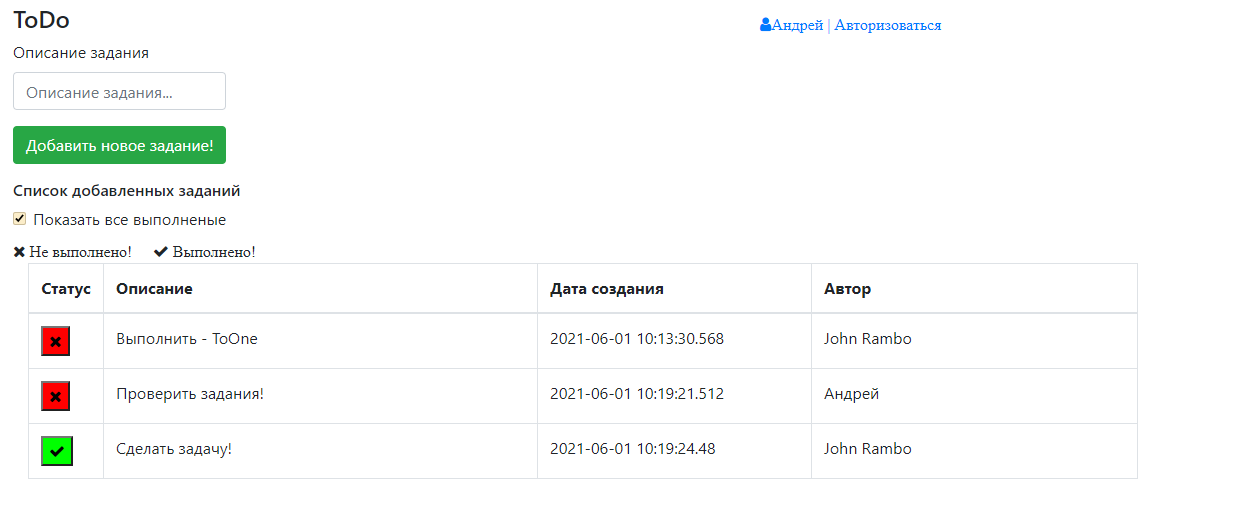 ToDo
Андрей | Авторизоваться
Описание задания
Описание задания...
Добавить новое задание!
Список добавленных заданий
Показать все выполненые
Не выполнено! Выполнено!
Статус Описание Дата создания Автор
Выполнить - ToOne 2021-06-01 10:13:30.568 John Rambo
Проверить задания! 2021-06-01 10:19:21.512 Андрей
Сделать задачу! 2021-06-01 10:19:24.48 John Rambo